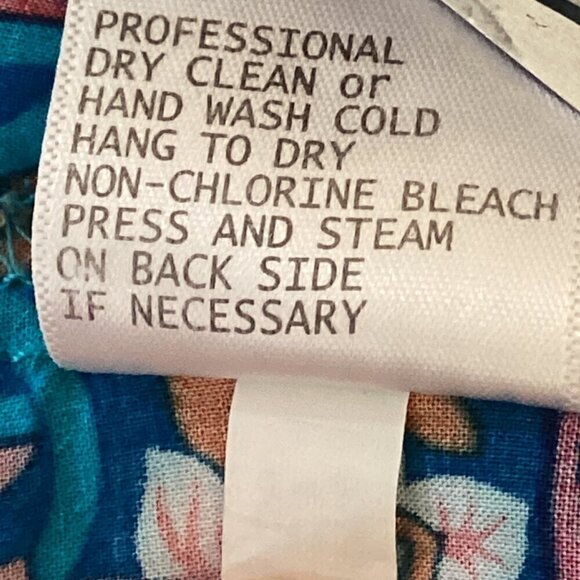 PROFESSIONAL
DRY CLEAN or
HAND WASH COLD
HANG TO DRY
NON-CHLORINE BLEACH
PRESS AND STEAM
ON BACK SIDE
IF NECESSARY